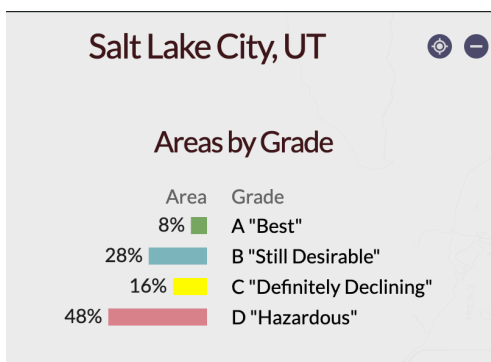 Salt Lake City, UT
Areas by Grade
Area Grade
8% A "Best"
28% B "Still Desirable"
16% C "Definitely Declining"
48% D "Hazardous"